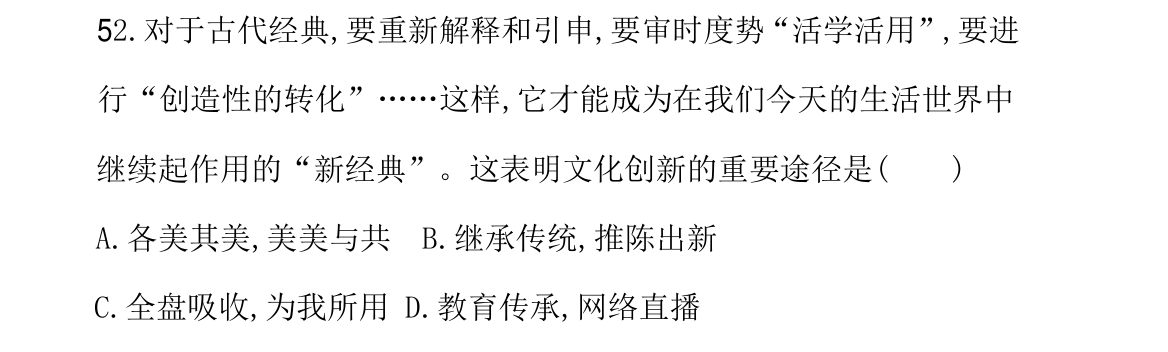 52.对于古代经典,要重新解释和引申,要审时度势“活学活用”,要进
行“创造性的转化”……这样,它才能成为在我们今天的生活世界中
继续起作用的“新经典”。这表明文化创新的重要途径是(　　)
A.各美其美,美美与共　B.继承传统,推陈出新
C.全盘吸收,为我所用 D.教育传承,网络直播